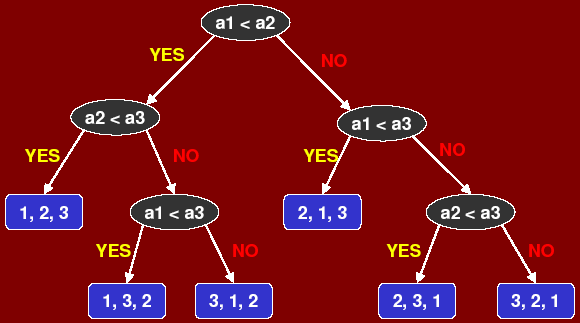 a1 < a2
YES
NO
a2 < a3
a1 < a3
YES
NO
YES
NO
1, 2, 3
a1 < a3
2, 1, 3
a2 < a3
YES
NO
YES
NO
1, 3, 2
3, 1, 2
2, 3, 1
3, 2, 1